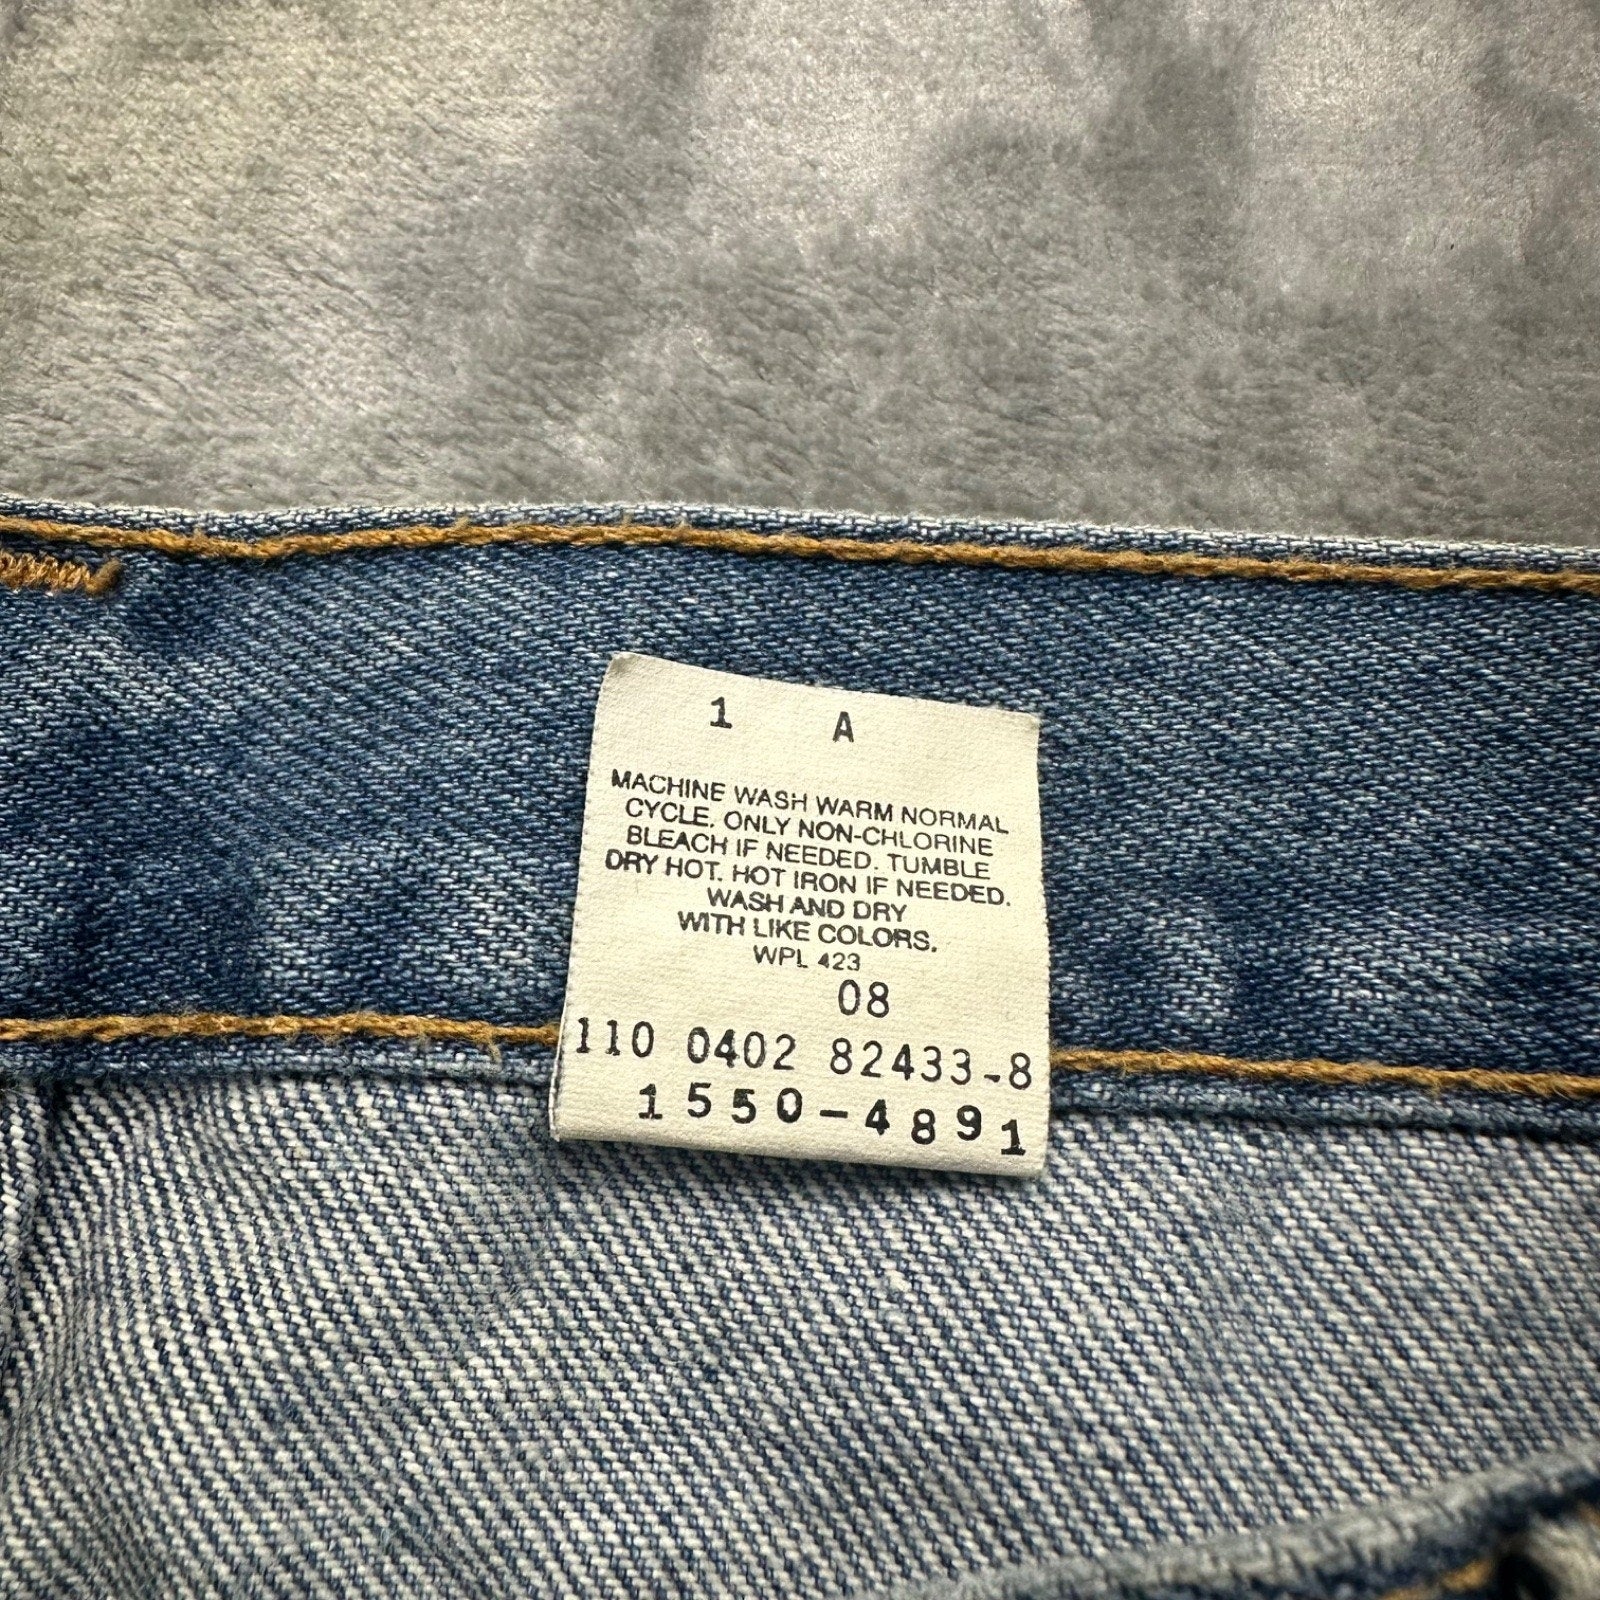 1 A
MACHINE WASH WARM NORMAL
CYCLE. ONLY NON-CHLORINE
BLEACH IF NEEDED. TUMBLE
DRY HOT. HOT IRON IF NEEDED.
WASH AND DRY
WITH LIKE COLORS.
WPL 423
08
110 0402 82433-8
1550-4891